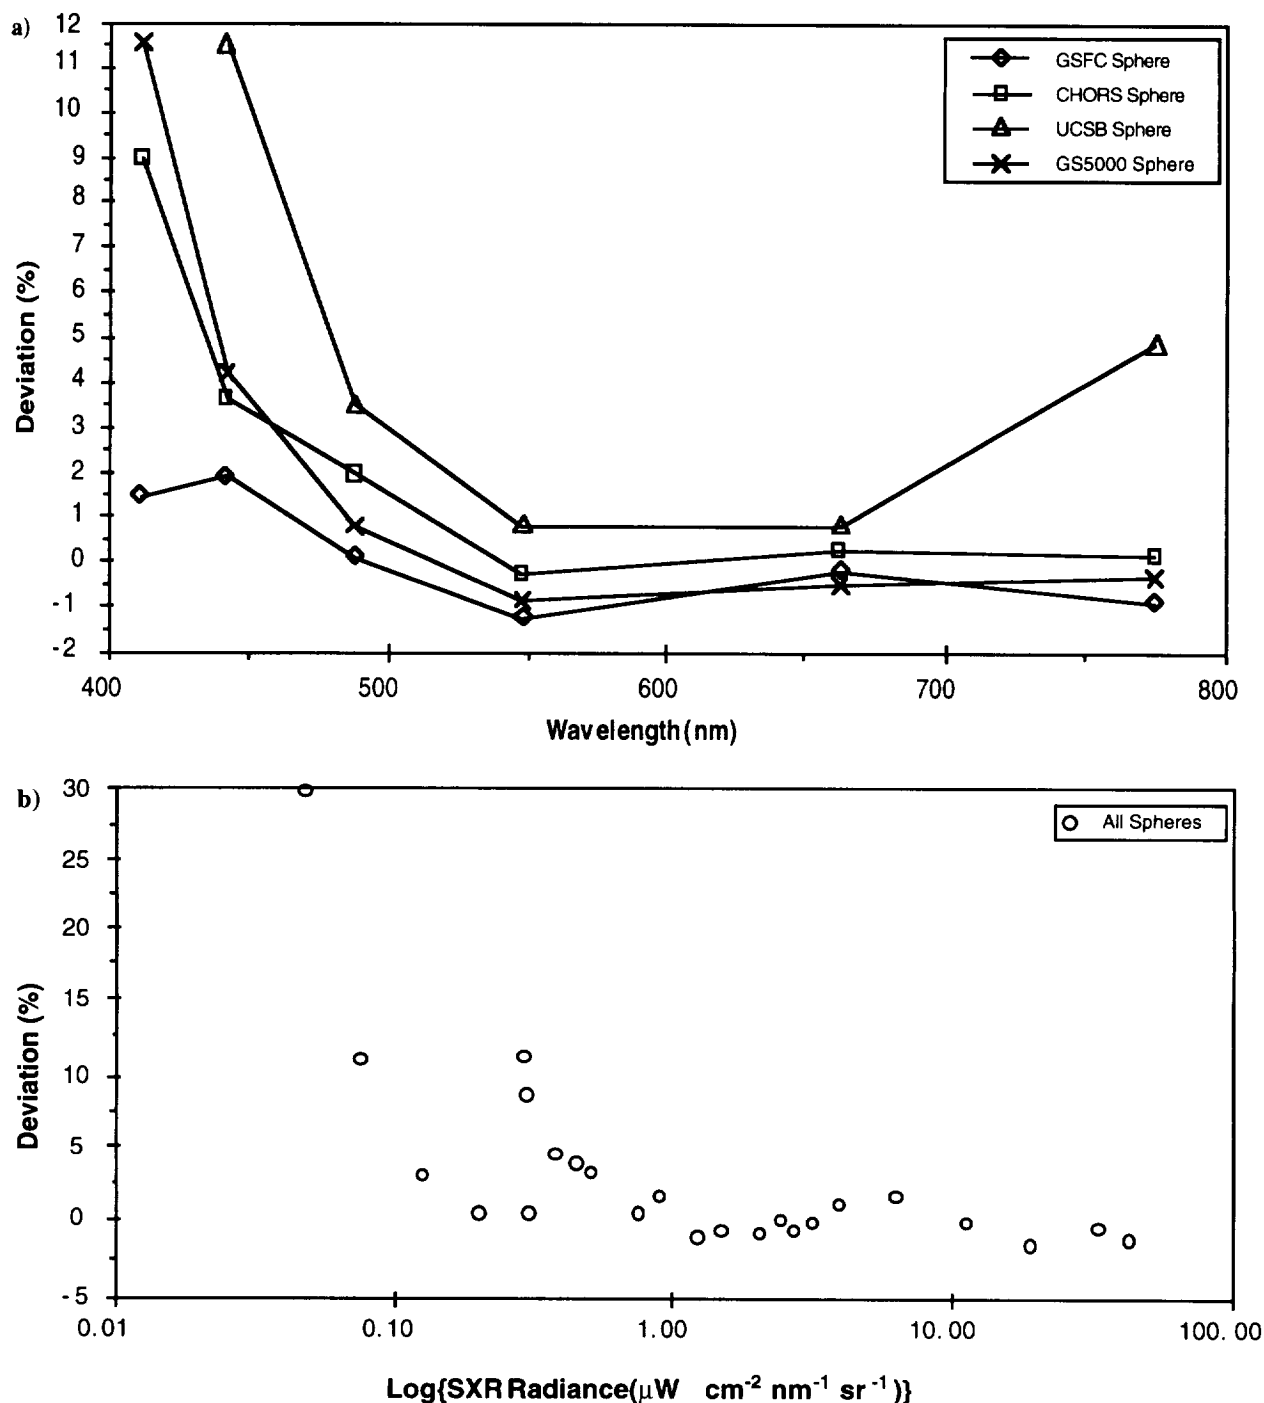 a)
12
11
10
9
8
7
6
5
4
3
2
1
0
-1
-2
Deviation (%)
400 500 600 700 800
Wavelength (nm)
GSFC Sphere
CHORS Sphere
UCSB Sphere
GS5000 Sphere
b)
30
25
20
15
10
5
0
-5
Deviation (%)
0.01 0.10 1.00 10.00 100.00
Log{SXR Radiance(μW cm⁻² nm⁻¹ sr⁻¹)}
All Spheres